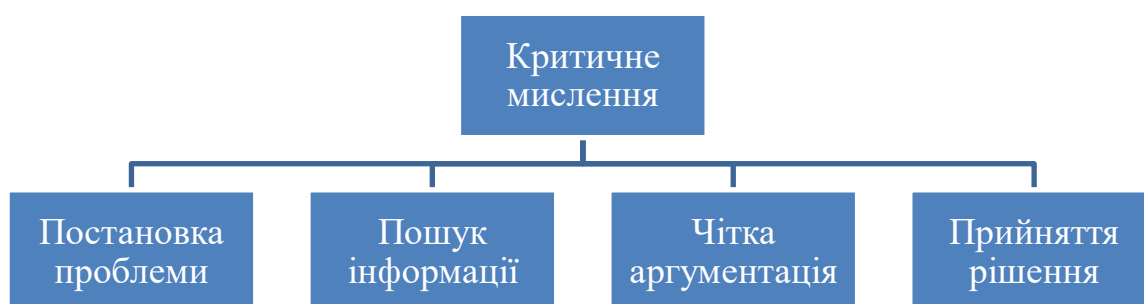 Критичне
мислення
Постановка
проблеми
Пошук
інформації
Чітка
аргументація
Прийняття
рішення